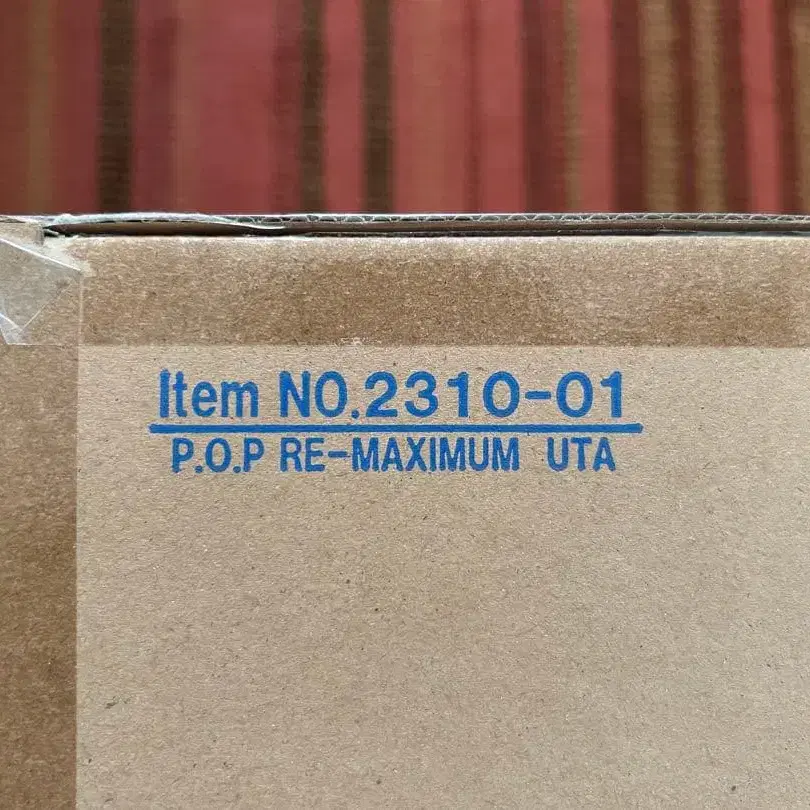 Item NO.2310-01
P.O.P RE-MAXIMUM UTA